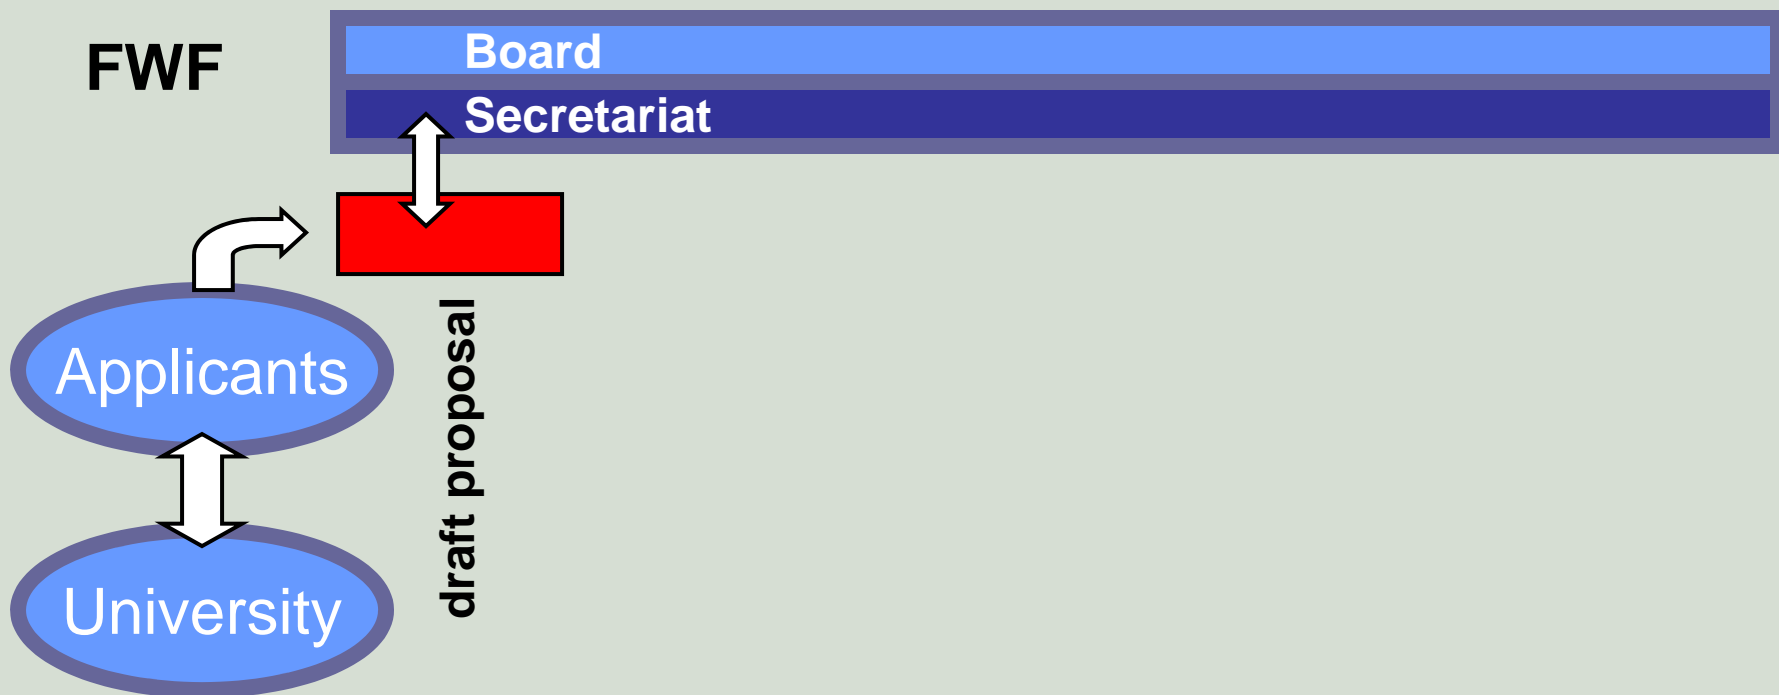 FWF
Board
Secretariat
Applicants
draft proposal
University